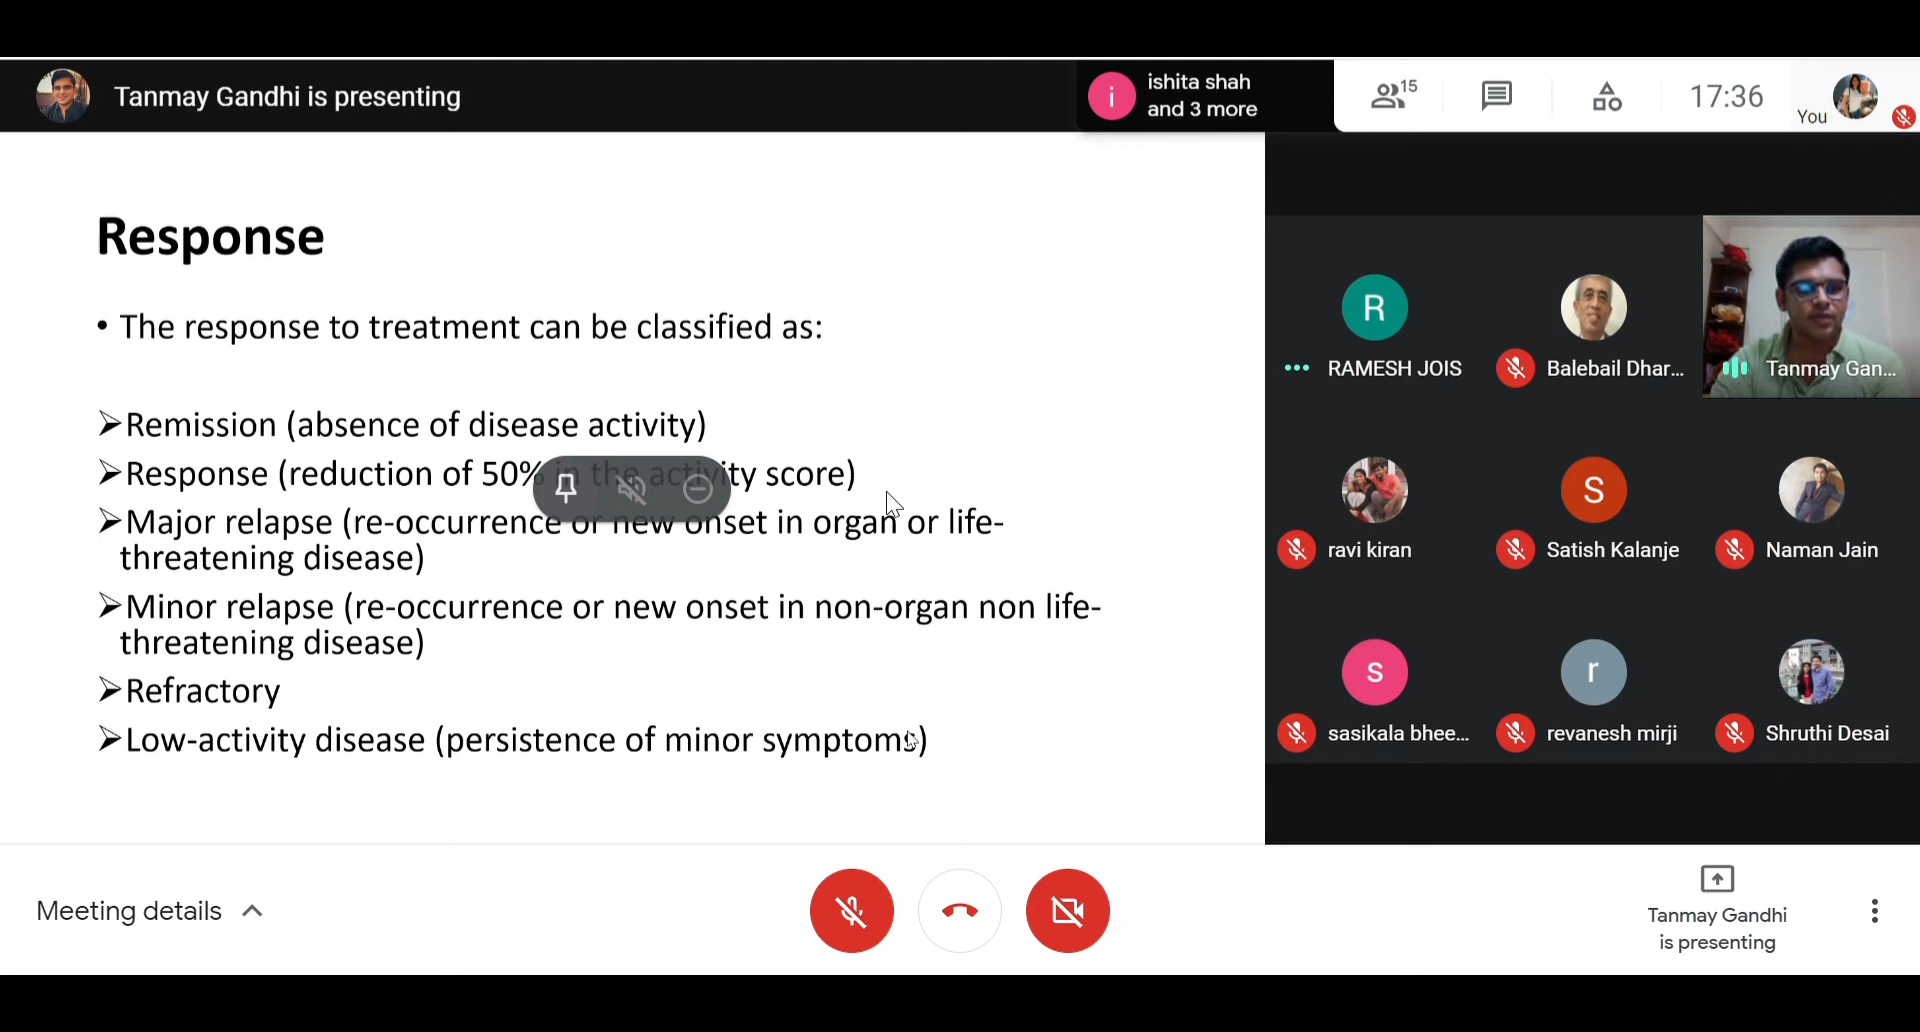 Tanmay Gandhi is presenting
i
ishita shah
and 3 more
15
17:36
You
Response
• The response to treatment can be classified as:
➢Remission (absence of disease activity)
➢Response (reduction of 50% in the activity score)
➢Major relapse (re-occurrence or new onset in organ or life-
threatening disease)
➢Minor relapse (re-occurrence or new onset in non-organ non life-
threatening disease)
➢Refractory
➢Low-activity disease (persistence of minor symptoms)
R
RAMESH JOIS
Balebail Dhar...
Tanmay Gan...
ravi kiran
S
Satish Kalanje
Naman Jain
s
sasikala bhee...
r
revanesh mirji
Shruthi Desai
Meeting details
Tanmay Gandhi
is presenting